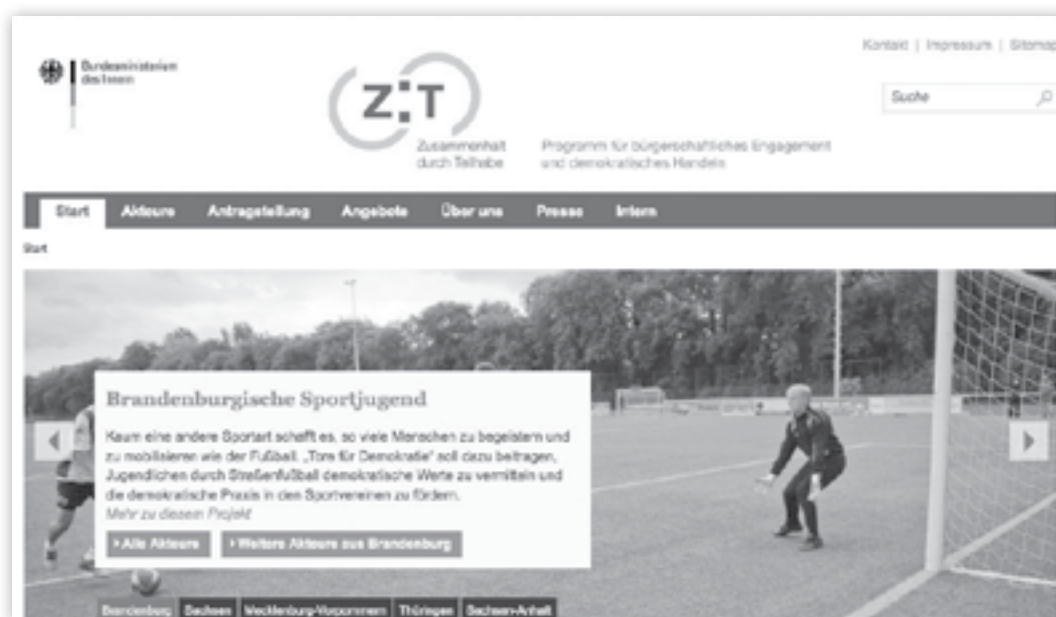 Kontakt | Impressum | Sitemap
Bundesministerium
des Innern
Z:T
Suche
Zusammenhalt
durch Teilhabe
Programm für bürgerschaftliches Engagement
und demokratisches Handeln
Start Akteure Antragstellung Angebote Über uns Presse Intern
Start
Brandenburgische Sportjugend
Kaum eine andere Sportart schafft es, so viele Menschen zu begeistern und
zu mobilisieren wie der Fußball. „Tore für Demokratie" soll dazu beitragen,
Jugendlichen durch Straßenfußball demokratische Werte zu vermitteln und
die demokratische Praxis in den Sportvereinen zu fördern.
Mehr zu diesem Projekt
Alle Akteure Weitere Akteure aus Brandenburg
Brandenburg Sachsen Mecklenburg-Vorpommern Thüringen Sachsen-Anhalt